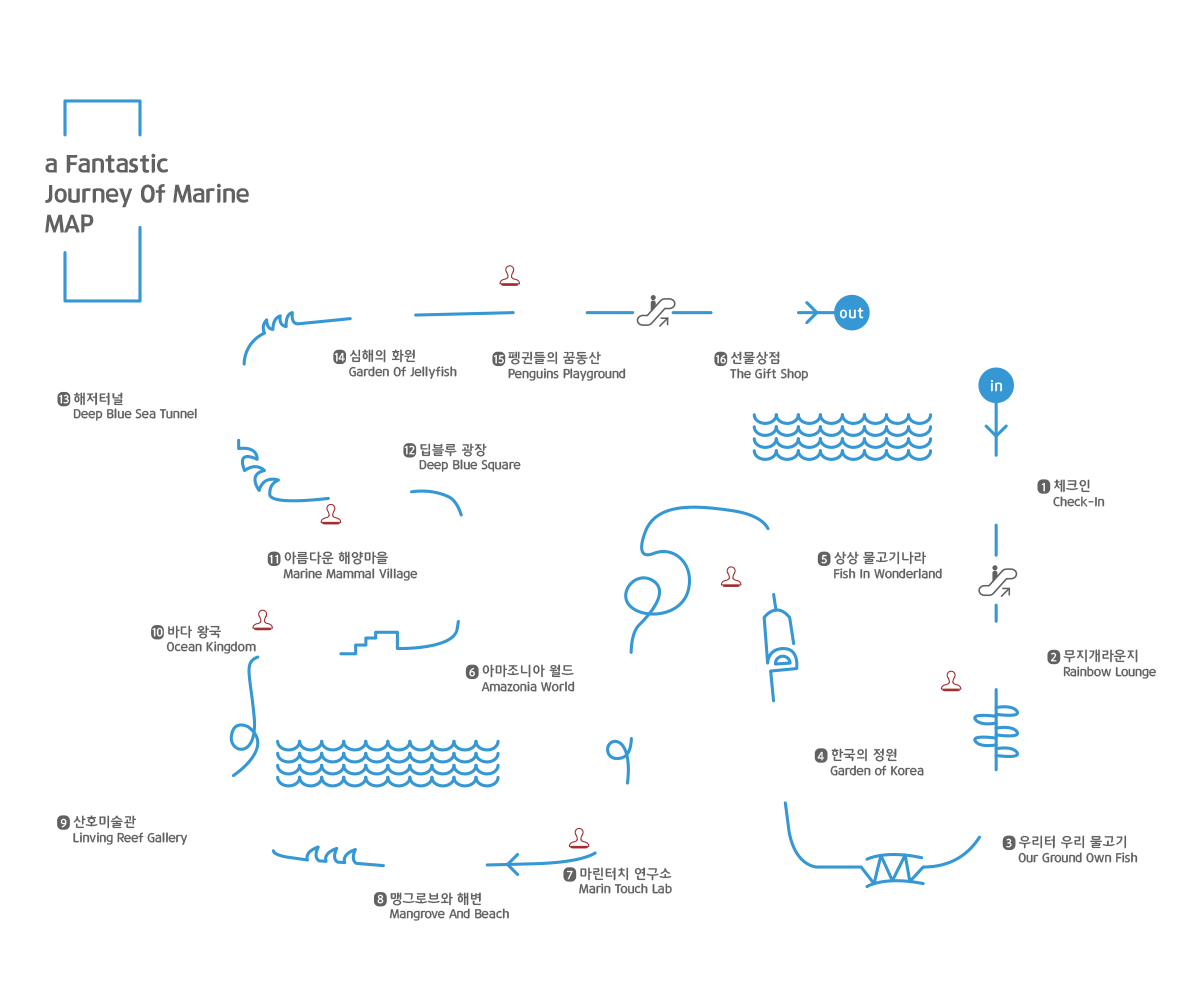 a Fantastic
Journey Of Marine
MAP
out
in
1 체크인
Check-In
2 무지개라운지
Rainbow Lounge
3 우리터 우리 물고기
Our Ground Own Fish
4 한국의 정원
Garden of Korea
5 상상 물고기나라
Fish In Wonderland
6 아마조니아 월드
Amazonia World
7 마린터치 연구소
Marin Touch Lab
8 맹그로브와 해변
Mangrove And Beach
9 산호미술관
Linving Reef Gallery
10 바다 왕국
Ocean Kingdom
11 아름다운 해양마을
Marine Mammal Village
12 딥블루 광장
Deep Blue Square
13 해저터널
Deep Blue Sea Tunnel
14 심해의 화원
Garden Of Jellyfish
15 펭귄들의 꿈동산
Penguins Playground
16 선물상점
The Gift Shop